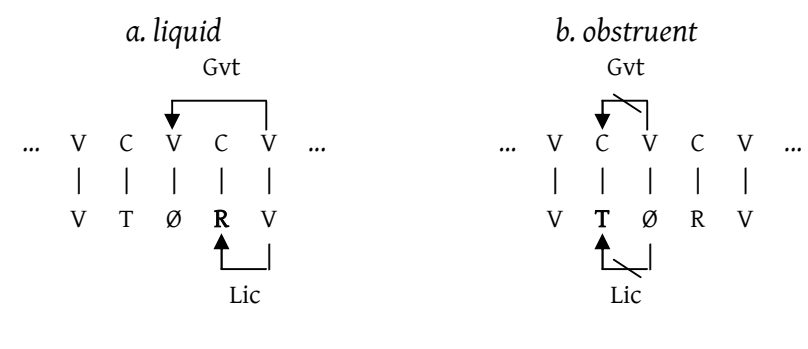 a. liquid b. obstruent
Gvt Gvt
... V C V C V ... ... V C V C V ...
V T Ø R V V T Ø R V
Lic Lic